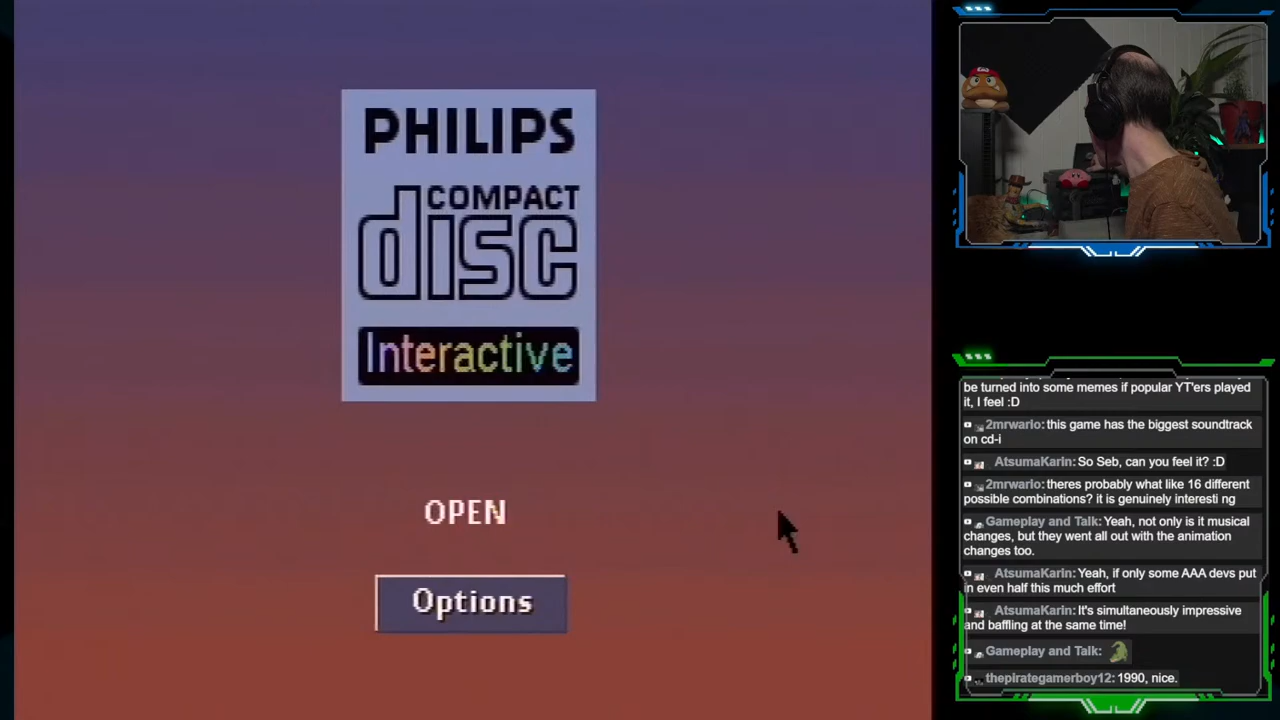 PHILIPS
COMPACT
disc
Interactive
OPEN
Options
be turned into some memes if popular YT'ers played
it, I feel :D
2mrwarlo: this game has the biggest soundtrack
on cd-i
AtsumaKarin: So Seb, can you feel it? :D
2mrwarlo: theres probably what like 16 different
possible combinations? it is genuinely interesti ng
Gameplay and Talk: Yeah, not only is it musical
changes, but they went all out with the animation
changes too.
AtsumaKarin: Yeah, if only some AAA devs put
in even half this much effort
AtsumaKarin: It's simultaneously impressive
and baffling at the same time!
Gameplay and Talk:
thepirategamerboy12: 1990, nice.